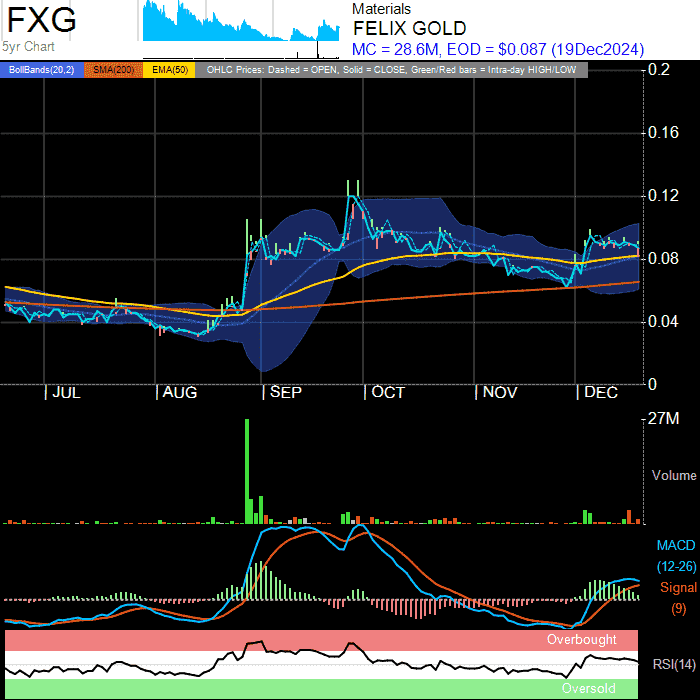 FXG
5yr Chart
Materials
FELIX GOLD
MC = 28.6M, EOD = $0.087 (19Dec2024)
BollBands(20,2) SMA(200) EMA(50) OHLC Prices: Dashed = OPEN, Solid = CLOSE, Green/Red bars = Intra-day HIGH/LOW
0.2
0.16
0.12
0.08
0.04
0
JUL AUG SEP OCT NOV DEC
27M
Volume
MACD
(12-26)
Signal
(9)
Overbought
RSI(14)
Oversold